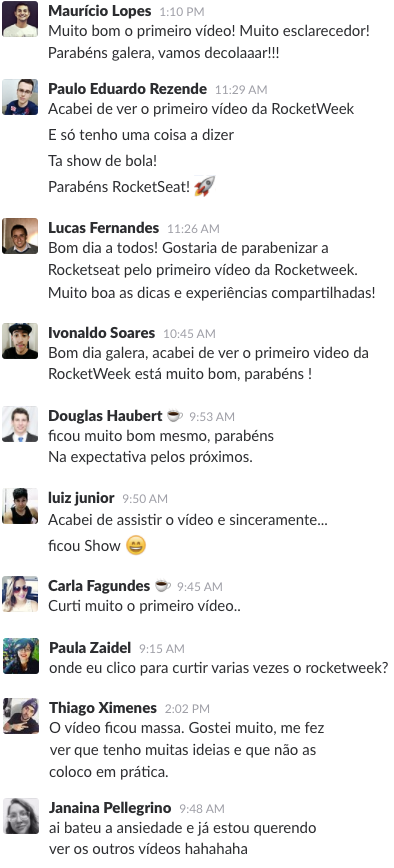 Maurício Lopes 1:10 PM
Muito bom o primeiro vídeo! Muito esclarecedor!
Parabéns galera, vamos decolaaar!!!
Paulo Eduardo Rezende 11:29 AM
Acabei de ver o primeiro vídeo da RocketWeek
E só tenho uma coisa a dizer
Ta show de bola!
Parabéns RocketSeat! 🚀
Lucas Fernandes 11:26 AM
Bom dia a todos! Gostaria de parabenizar a
Rocketseat pelo primeiro vídeo da Rocketweek.
Muito boa as dicas e experiências compartilhadas!
Ivonaldo Soares 10:45 AM
Bom dia galera, acabei de ver o primeiro video da
RocketWeek está muito bom, parabéns !
Douglas Haubert ☕ 9:53 AM
ficou muito bom mesmo, parabéns
Na expectativa pelos próximos.
luiz junior 9:50 AM
Acabei de assistir o vídeo e sinceramente...
ficou Show 😄
Carla Fagundes ☕ 9:45 AM
Curti muito o primeiro vídeo..
Paula Zaidel 9:15 AM
onde eu clico para curtir varias vezes o rocketweek?
Thiago Ximenes 2:02 PM
O vídeo ficou massa. Gostei muito, me fez
ver que tenho muitas ideias e que não as
coloco em prática.
Janaina Pellegrino 9:48 AM
ai bateu a ansiedade e já estou querendo
ver os outros vídeos hahahaha